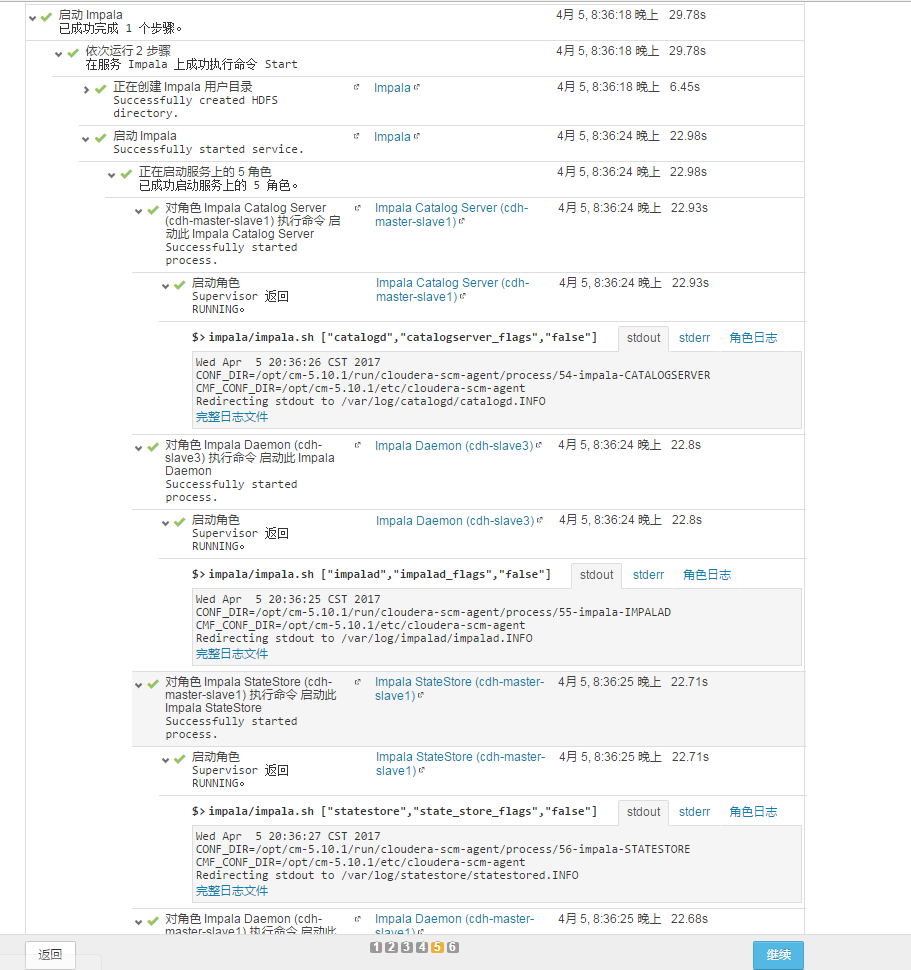 启动 Impala 4月 5, 8:36:18 晚上 29.78s
已成功完成 1 个步骤。
依次运行 2 步骤 4月 5, 8:36:18 晚上 29.78s
在服务 Impala 上成功执行命令 Start
正在创建 Impala 用户目录 Impala 4月 5, 8:36:18 晚上 6.45s
Successfully created HDFS
directory.
启动 Impala Impala 4月 5, 8:36:24 晚上 22.98s
Successfully started service.
正在启动服务上的 5 角色 4月 5, 8:36:24 晚上 22.98s
已成功启动服务上的 5 角色。
对角色 Impala Catalog Server Impala Catalog Server (cdh- 4月 5, 8:36:24 晚上 22.93s
(cdh-master-slave1) 执行命令 启 master-slave1)
动此 Impala Catalog Server
Successfully started
process.
启动角色 Impala Catalog Server (cdh- 4月 5, 8:36:24 晚上 22.93s
Supervisor 返回 master-slave1)
RUNNING。
$> impala/impala.sh ["catalogd","catalogserver_flags","false"] stdout stderr 角色日志
Wed Apr  5 20:36:26 CST 2017
CONF_DIR=/opt/cm-5.10.1/run/cloudera-scm-agent/process/54-impala-CATALOGSERVER
CMF_CONF_DIR=/opt/cm-5.10.1/etc/cloudera-scm-agent
Redirecting stdout to /var/log/catalogd/catalogd.INFO
完整日志文件
对角色 Impala Daemon (cdh- Impala Daemon (cdh-slave3) 4月 5, 8:36:24 晚上 22.8s
slave3) 执行命令 启动此 Impala
Daemon
Successfully started
process.
启动角色 Impala Daemon (cdh-slave3) 4月 5, 8:36:24 晚上 22.8s
Supervisor 返回
RUNNING。
$> impala/impala.sh ["impalad","impalad_flags","false"] stdout stderr 角色日志
Wed Apr  5 20:36:25 CST 2017
CONF_DIR=/opt/cm-5.10.1/run/cloudera-scm-agent/process/55-impala-IMPALAD
CMF_CONF_DIR=/opt/cm-5.10.1/etc/cloudera-scm-agent
Redirecting stdout to /var/log/impalad/impalad.INFO
完整日志文件
对角色 Impala StateStore (cdh- Impala StateStore (cdh-master- 4月 5, 8:36:25 晚上 22.71s
master-slave1) 执行命令 启动此 slave1)
Impala StateStore
Successfully started
process.
启动角色 Impala StateStore (cdh-master- 4月 5, 8:36:25 晚上 22.71s
Supervisor 返回 slave1)
RUNNING。
$> impala/impala.sh ["statestore","state_store_flags","false"] stdout stderr 角色日志
Wed Apr  5 20:36:27 CST 2017
CONF_DIR=/opt/cm-5.10.1/run/cloudera-scm-agent/process/56-impala-STATESTORE
CMF_CONF_DIR=/opt/cm-5.10.1/etc/cloudera-scm-agent
Redirecting stdout to /var/log/statestore/statestored.INFO
完整日志文件
对角色 Impala Daemon (cdh- Impala Daemon (cdh-master- 4月 5, 8:36:25 晚上 22.68s
master-slave1) 执行命令 启动此 slave1)
返回 1 2 3 4 5 6 继续